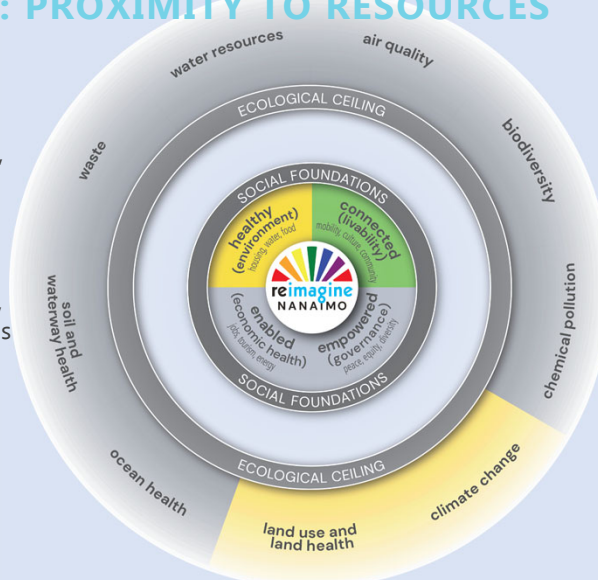 : PROXIMITY TO RESOURCES
water resources
air quality
waste
biodiversity
ECOLOGICAL CEILING
SOCIAL FOUNDATIONS
healthy
(environment)
housing, water, food
connected
(livability)
mobility, culture, community
reimagine
NANAIMO
enabled
(economic health)
jobs, tourism, energy
empowered
(governance)
peace, equity, diversity
SOCIAL FOUNDATIONS
ECOLOGICAL CEILING
soil and
waterway health
s
chemical pollution
ocean health
climate change
land use and
land health